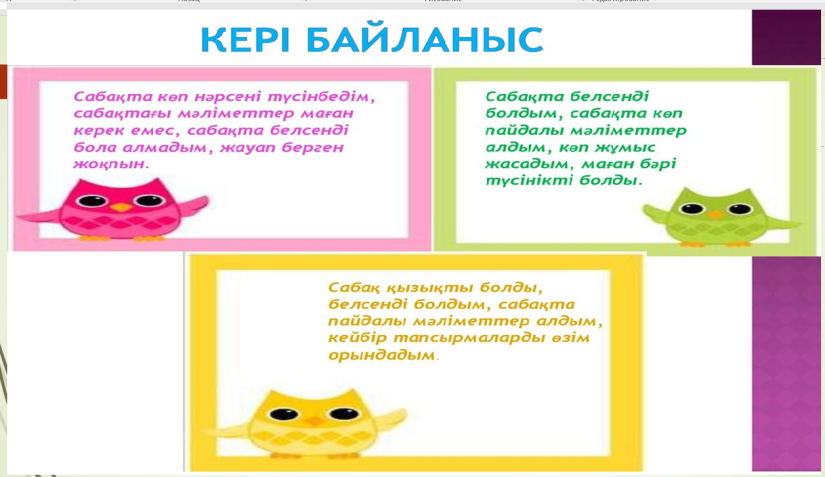 КЕРІ БАЙЛАНЫС
Сабақта көп нәрсені түсінбедім,
сабақтағы мәліметтер маған
керек емес, сабақта белсенді
бола алмадым, жауап берген
жоқпын.
Сабақта белсенді
болдым, сабақта көп
пайдалы мәліметтер
алдым, көп жұмыс
жасадым, маған бәрі
түсінікті болды.
Сабақ қызықты болды,
белсенді болдым, сабақта
пайдалы мәліметтер алдым,
кейбір тапсырмаларды өзім
орындадым.